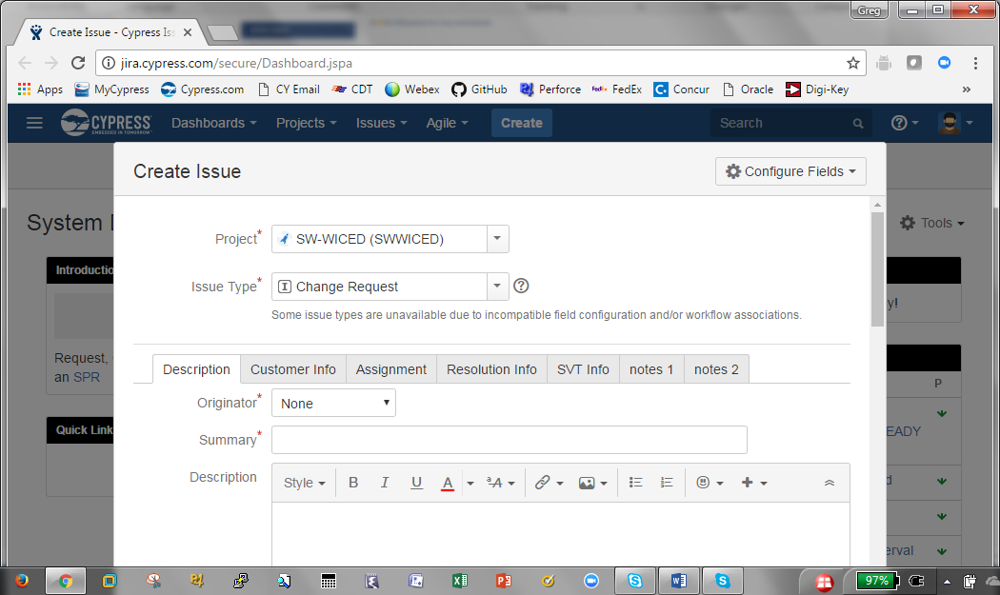 Greg
Create Issue - Cypress Iss
jira.cypress.com/secure/Dashboard.jspa
Apps MyCypress Cypress.com CY Email CDT Webex GitHub Perforce FedEx Concur Oracle Digi-Key »
CYPRESS Dashboards Projects Issues Agile Create Search
EMBEDDED IN TOMORROW
Create Issue Configure Fields
System Tools
Project* SW-WICED (SWWICED)
Introductio
Issue Type* Change Request
y!
Some issue types are unavailable due to incompatible field configuration and/or workflow associations.
Request,
an SPR
Description Customer Info Assignment Resolution Info SVT Info notes 1 notes 2
P
Originator* None
Quick Link
EADY
Summary*
Description
Style B I U A A
erval
97%